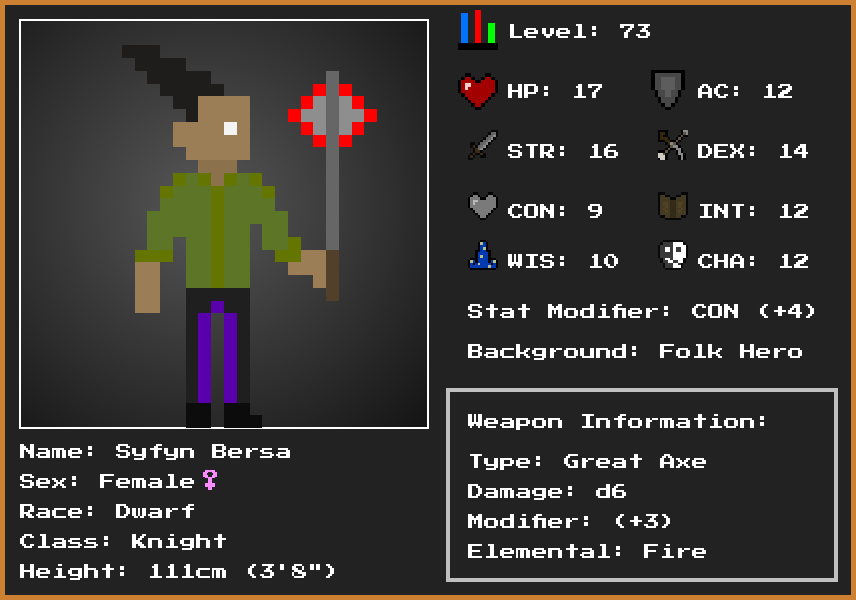 Level: 73
HP: 17 AC: 12
STR: 16 DEX: 14
CON: 9 INT: 12
WIS: 10 CHA: 12
Stat Modifier: CON (+4)
Background: Folk Hero
Weapon Information:
Type: Great Axe
Damage: d6
Modifier: (+3)
Elemental: Fire
Name: Syfyn Bersa
Sex: Female♀
Race: Dwarf
Class: Knight
Height: 111cm (3'8")